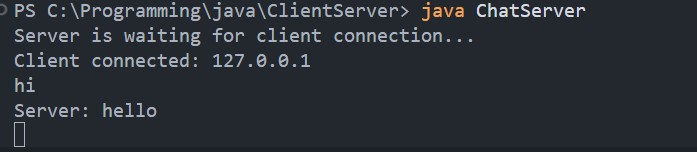 PS C:\Programming\java\ClientServer> java ChatServer
Server is waiting for client connection...
Client connected: 127.0.0.1
hi
Server: hello